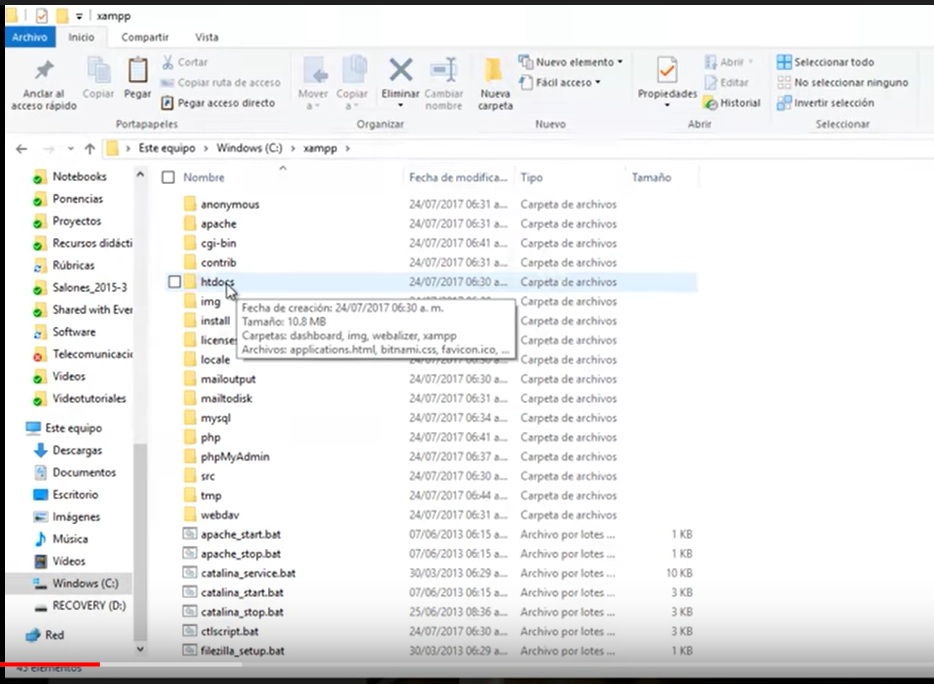 xampp
Archivo Inicio Compartir Vista
Anclar al acceso rápido
Copiar
Pegar
Cortar
Copiar ruta de acceso
Pegar acceso directo
Portapapeles
Mover a
Copiar a
Eliminar
Cambiar nombre
Organizar
Nueva carpeta
Nuevo elemento
Fácil acceso
Nuevo
Propiedades
Abrir
Editar
Historial
Abrir
Seleccionar todo
No seleccionar ninguno
Invertir selección
Seleccionar
Este equipo > Windows (C:) > xampp >
Notebooks
Ponencias
Proyectos
Recursos didácti
Rúbricas
Salones_2015-3
Shared with Ever
Software
Telecomunicacio
Videos
Videotutoriales
Este equipo
Descargas
Documentos
Escritorio
Imágenes
Música
Vídeos
Windows (C:)
RECOVERY (D:)
Red
Nombre Fecha de modifica... Tipo Tamaño
anonymous 24/07/2017 06:31 a... Carpeta de archivos
apache 24/07/2017 06:31 a... Carpeta de archivos
cgi-bin 24/07/2017 06:41 a... Carpeta de archivos
contrib 24/07/2017 06:31 a... Carpeta de archivos
htdocs 24/07/2017 06:30 a... Carpeta de archivos
img Carpeta de archivos
install Carpeta de archivos
licenses Carpeta de archivos
locale 24/07/2017 06:30 a... Carpeta de archivos
Fecha de creación: 24/07/2017 06:30 a. m.
Tamaño: 10.8 MB
Carpetas: dashboard, img, webalizer, xampp
Archivos: applications.html, bitnami.css, favicon.ico, ...
mailoutput 24/07/2017 06:30 a... Carpeta de archivos
mailtodisk 24/07/2017 06:31 a... Carpeta de archivos
mysql 24/07/2017 06:34 a... Carpeta de archivos
php 24/07/2017 06:41 a... Carpeta de archivos
phpMyAdmin 24/07/2017 06:37 a... Carpeta de archivos
src 24/07/2017 06:30 a... Carpeta de archivos
tmp 24/07/2017 06:44 a... Carpeta de archivos
webdav 24/07/2017 06:31 a... Carpeta de archivos
apache_start.bat 07/06/2013 06:15 a... Archivo por lotes ... 1 KB
apache_stop.bat 07/06/2013 06:15 a... Archivo por lotes ... 1 KB
catalina_service.bat 30/03/2013 06:29 a... Archivo por lotes ... 10 KB
catalina_start.bat 07/06/2013 06:15 a... Archivo por lotes ... 3 KB
catalina_stop.bat 25/06/2013 08:36 a... Archivo por lotes ... 3 KB
ctlscript.bat 24/07/2017 06:30 a... Archivo por lotes ... 3 KB
filezilla_setup.bat 30/03/2013 06:29 a... Archivo por lotes ... 1 KB
45 elementos